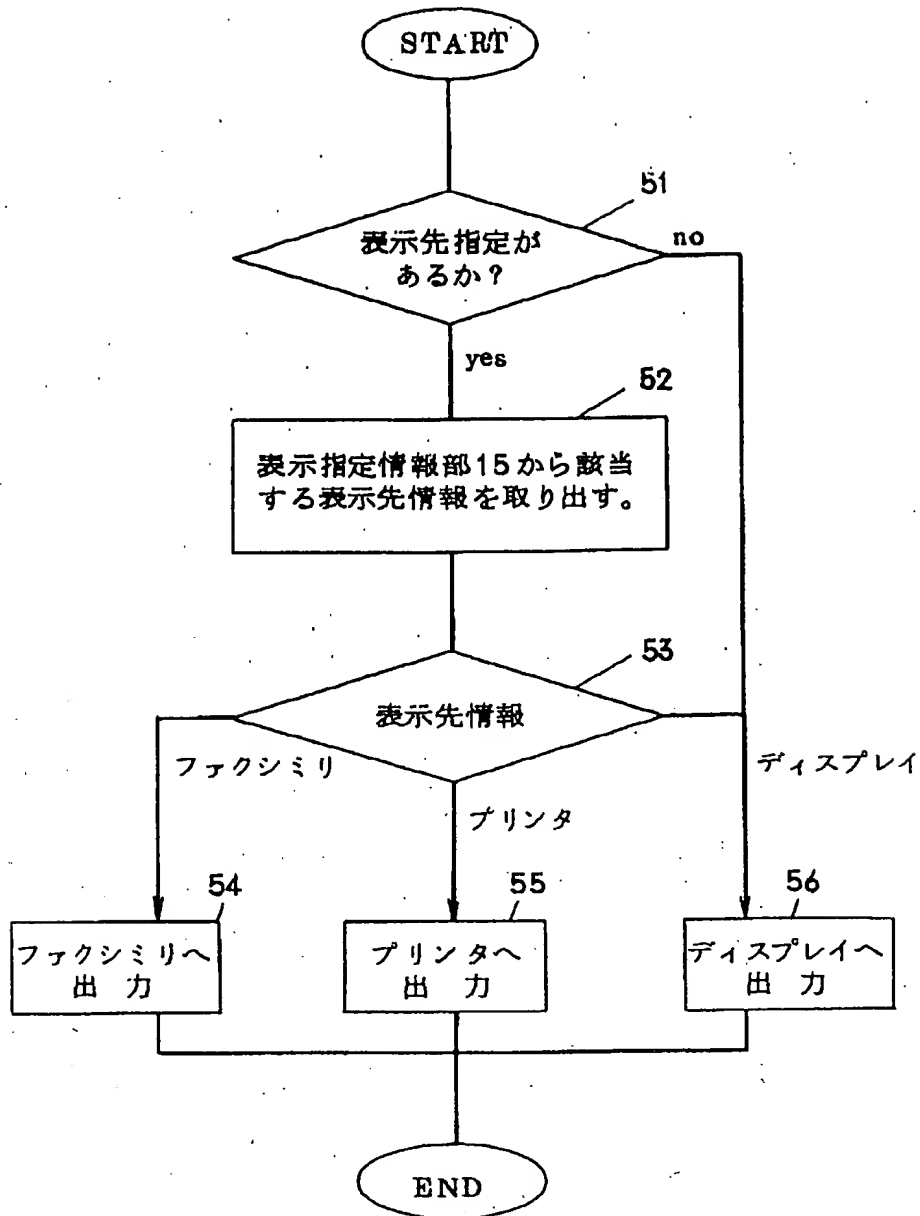 START
51
表示先指定が
あるか？
no
yes
52
表示指定情報部15から該当
する表示先情報を取り出す。
53
表示先情報
ファクシミリ
プリンタ
ディスプレイ
54
ファクシミリへ
出力
55
プリンタへ
出力
56
ディスプレイへ
出力
END